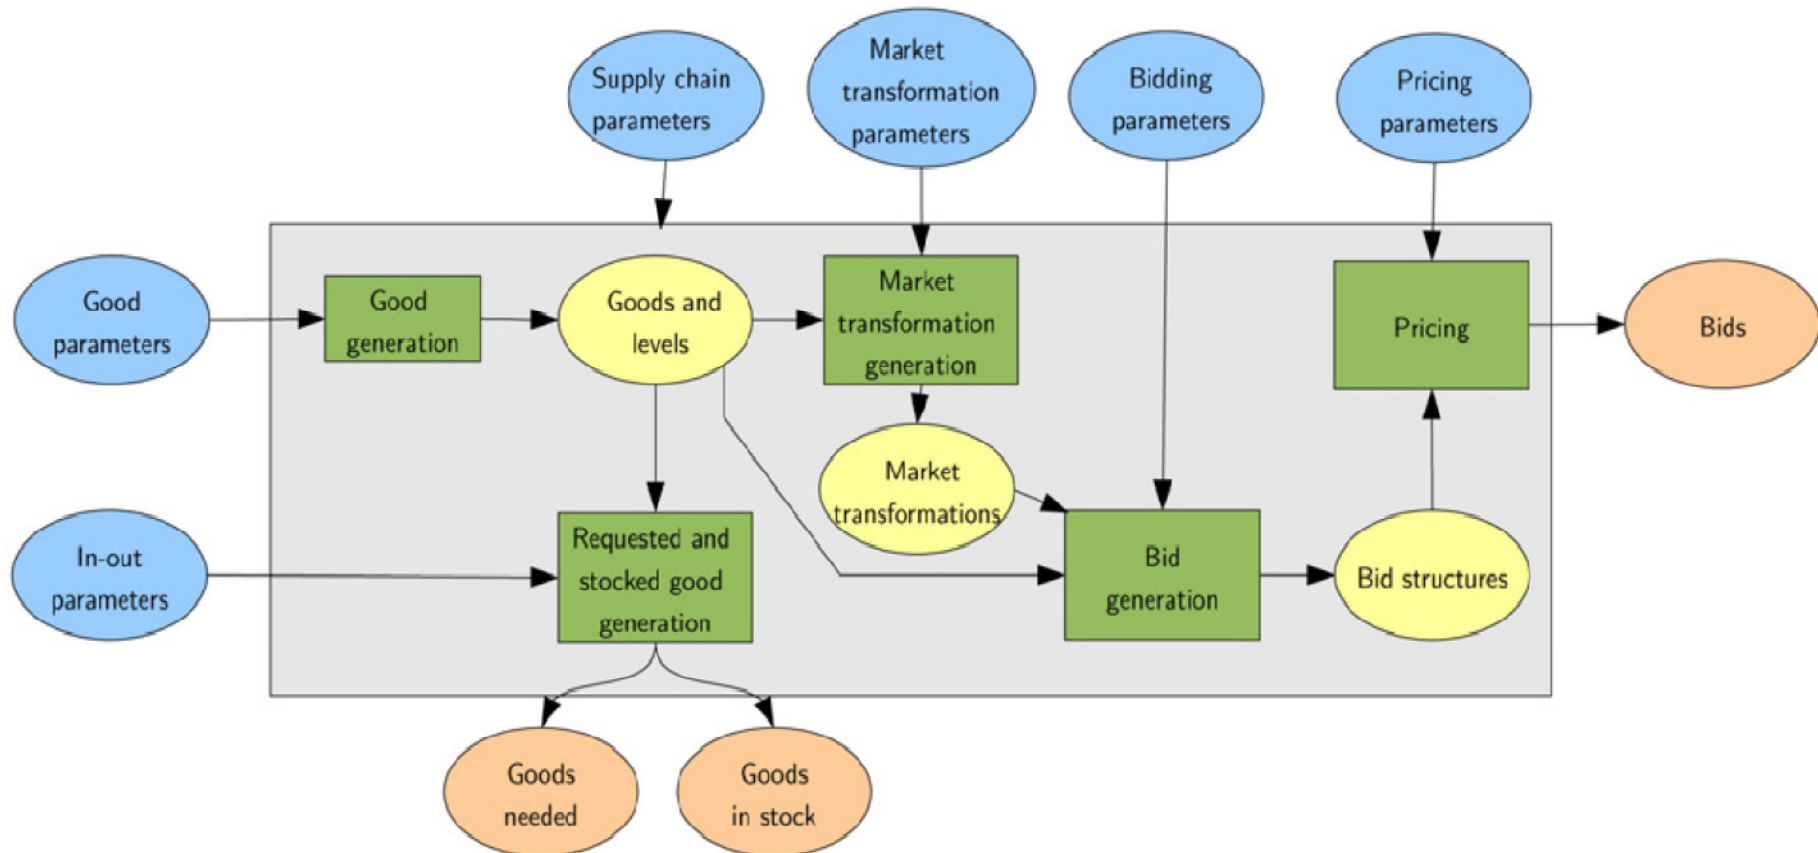 Supply chain
parameters
Market
transformation
parameters
Bidding
parameters
Pricing
parameters
Good
parameters
Good
generation
Goods and
levels
Market
transformation
generation
Pricing
Bids
Market
transformations
In-out
parameters
Requested and
stocked good
generation
Bid
generation
Bid structures
Goods
needed
Goods
in stock